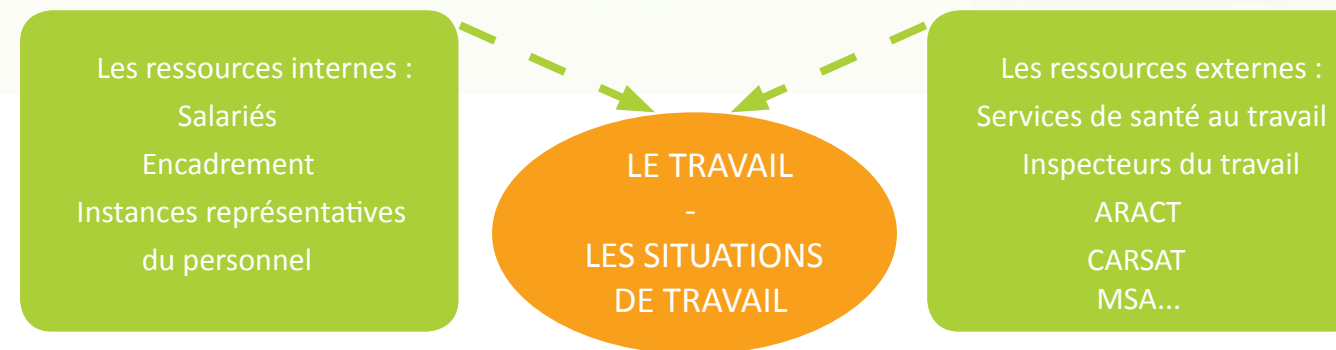 Les ressources internes :
Salariés
Encadrement
Instances représentatives
du personnel
LE TRAVAIL
-
LES SITUATIONS
DE TRAVAIL
Les ressources externes :
Services de santé au travail
Inspecteurs du travail
ARACT
CARSAT
MSA...